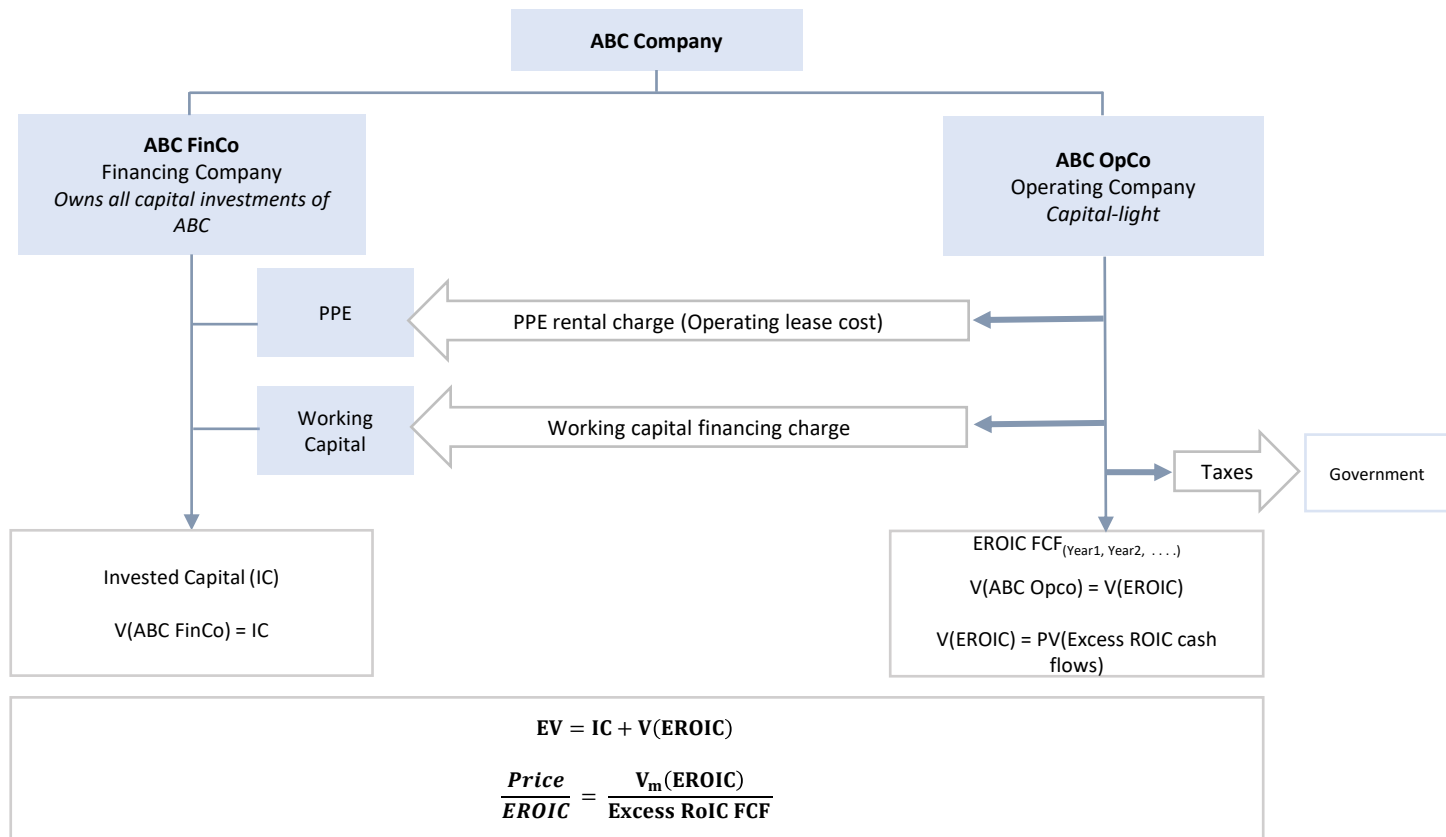 ABC Company
ABC FinCo
Financing Company
Owns all capital investments of
ABC
ABC OpCo
Operating Company
Capital-light
PPE
PPE rental charge (Operating lease cost)
Working
Capital
Working capital financing charge
Taxes
Government
Invested Capital (IC)
V(ABC FinCo) = IC
EROIC FCF(Year1, Year2, . . . .)
V(ABC Opco) = V(EROIC)
V(EROIC) = PV(Excess ROIC cash
flows)
EV = IC + V(EROIC)
Price/EROIC = Vm(EROIC)/Excess RoIC FCF